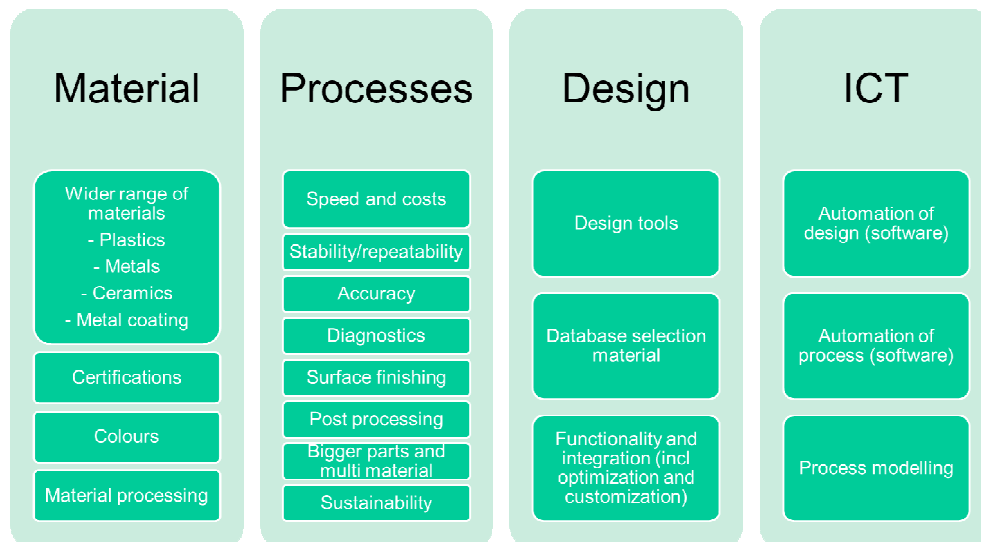 Material
Wider range of
materials
- Plastics
- Metals
- Ceramics
- Metal coating
Certifications
Colours
Material processing
Processes
Speed and costs
Stability/repeatability
Accuracy
Diagnostics
Surface finishing
Post processing
Bigger parts and
multi material
Sustainability
Design
Design tools
Database selection
material
Functionality and
integration (incl
optimization and
customization)
ICT
Automation of
design (software)
Automation of
process (software)
Process modelling